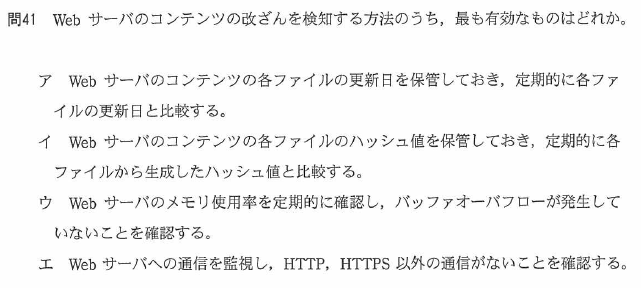 問41 Web サーバのコンテンツの改ざんを検知する方法のうち，最も有効なものはどれか。
ア Web サーバのコンテンツの各ファイルの更新日を保管しておき，定期的に各ファ
イルの更新日と比較する。
イ Web サーバのコンテンツの各ファイルのハッシュ値を保管しておき，定期的に各
ファイルから生成したハッシュ値と比較する。
ウ Web サーバのメモリ使用率を定期的に確認し，バッファオーバフローが発生して
いないことを確認する。
エ Web サーバへの通信を監視し，HTTP，HTTPS 以外の通信がないことを確認する。